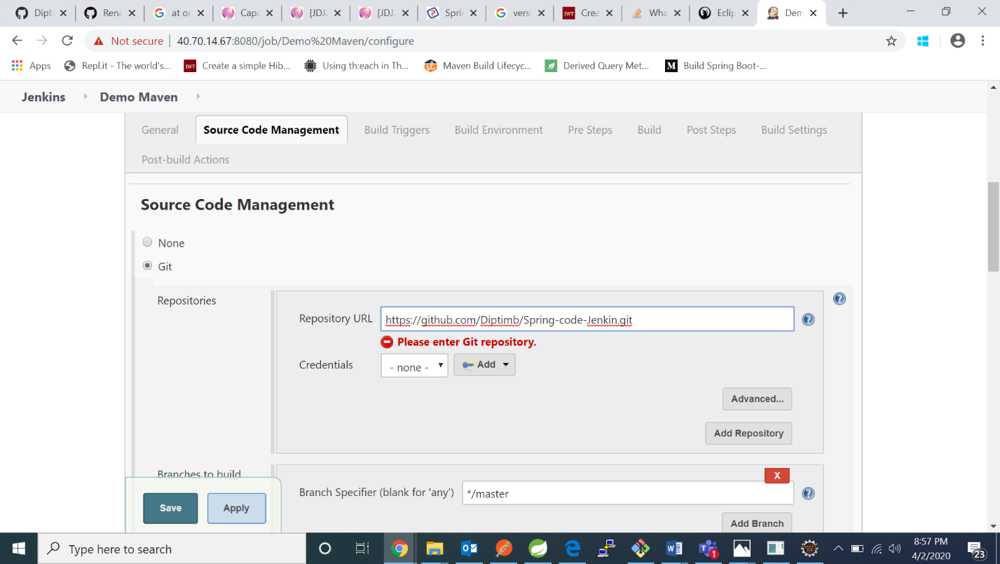 Dipt
Rena
at or
Capa
[JDJ
[JDJ
Sprin
versi
JWT Crea
Wha
Eclip
Dem
Not secure 40.70.14.67:8080/job/Demo%20Maven/configure
Apps Repl.it - The world's... JWT Create a simple Hib... Using th:each in Th... Maven Build Lifecyc... Derived Query Met... M Build Spring Boot-...
Jenkins Demo Maven
General Source Code Management Build Triggers Build Environment Pre Steps Build Post Steps Build Settings
Post-build Actions
Source Code Management
None
Git
Repositories
Repository URL https://github.com/Diptimb/Spring-code-Jenkin.git
Please enter Git repository.
Credentials - none - Add
Advanced...
Add Repository
Branches to build
X
Branch Specifier (blank for 'any') */master
Save Apply
Add Branch
Type here to search
1
8:57 PM
4/2/2020
23